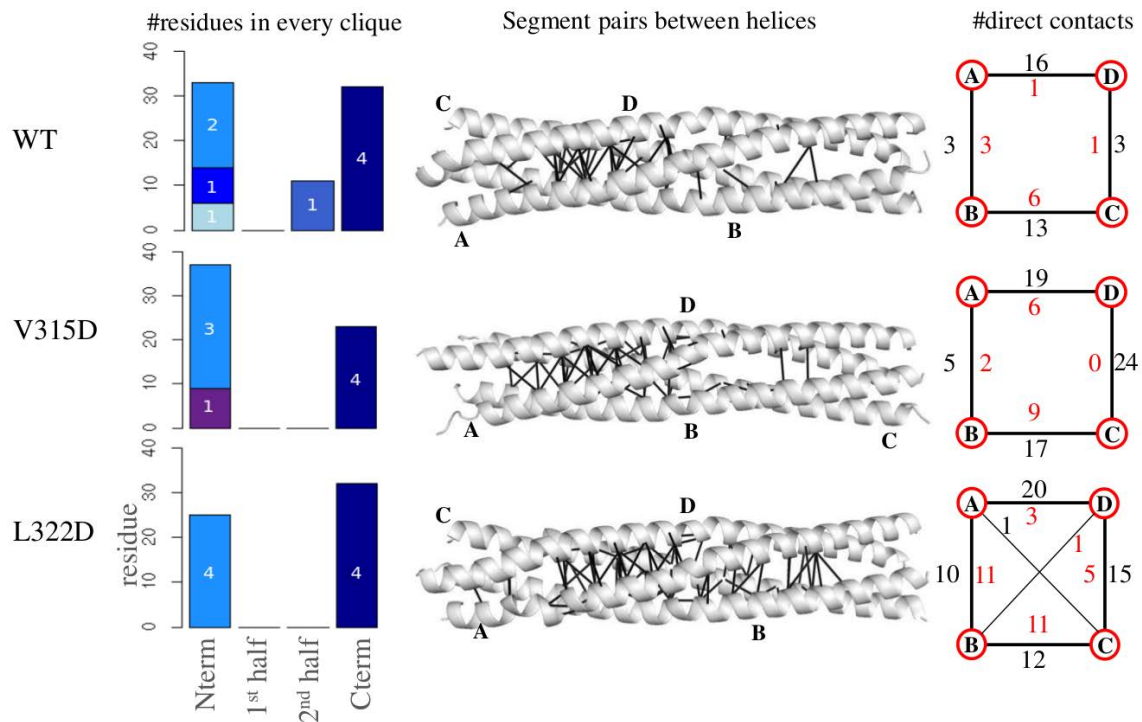 #residues in every clique
Segment pairs between helices
#direct contacts
WT
0 10 20 30 40
2
1
1
1
4
C
D
A
B
A 16 D
1
3 3 1 3
6
B 13 C
V315D
0 10 20 30 40
3
1
4
D
A
B
C
A 19 D
6
5 2 0 24
9
B 17 C
L322D
residue
0 10 20 30 40
4
4
C
D
A
B
A 20 D
1 3 1
10 11 5 15
11
B 12 C
Nterm
1st half
2nd half
Cterm